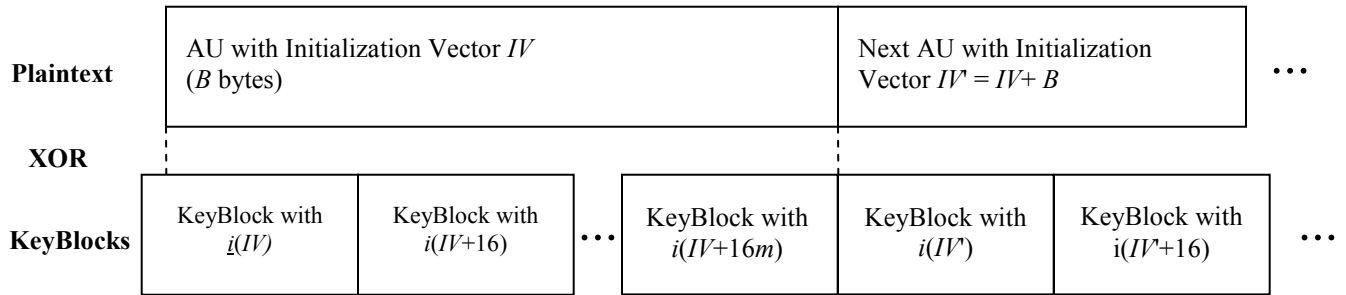 AU with Initialization Vector IV
(B bytes)
Next AU with Initialization
Vector IV' = IV+ B
Plaintext
...
XOR
KeyBlocks
KeyBlock with
i(IV)
KeyBlock with
i(IV+16)
...
KeyBlock with
i(IV+16m)
KeyBlock with
i(IV')
KeyBlock with
i(IV'+16)
...